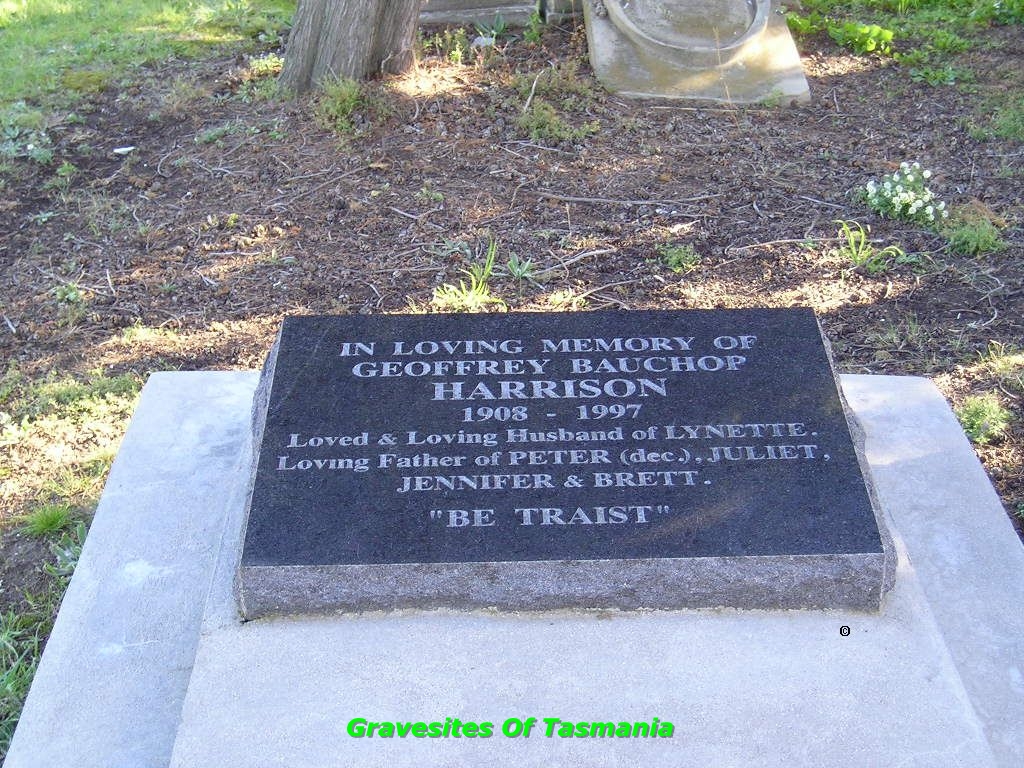 IN LOVING MEMORY OF
GEOFFREY BAUCHOP
HARRISON
1908 - 1997
Loved & Loving Husband of LYNETTE.
Loving Father of PETER (dec.), JULIET,
JENNIFER & BRETT.
"BE TRAIST"
©
Gravesites Of Tasmania